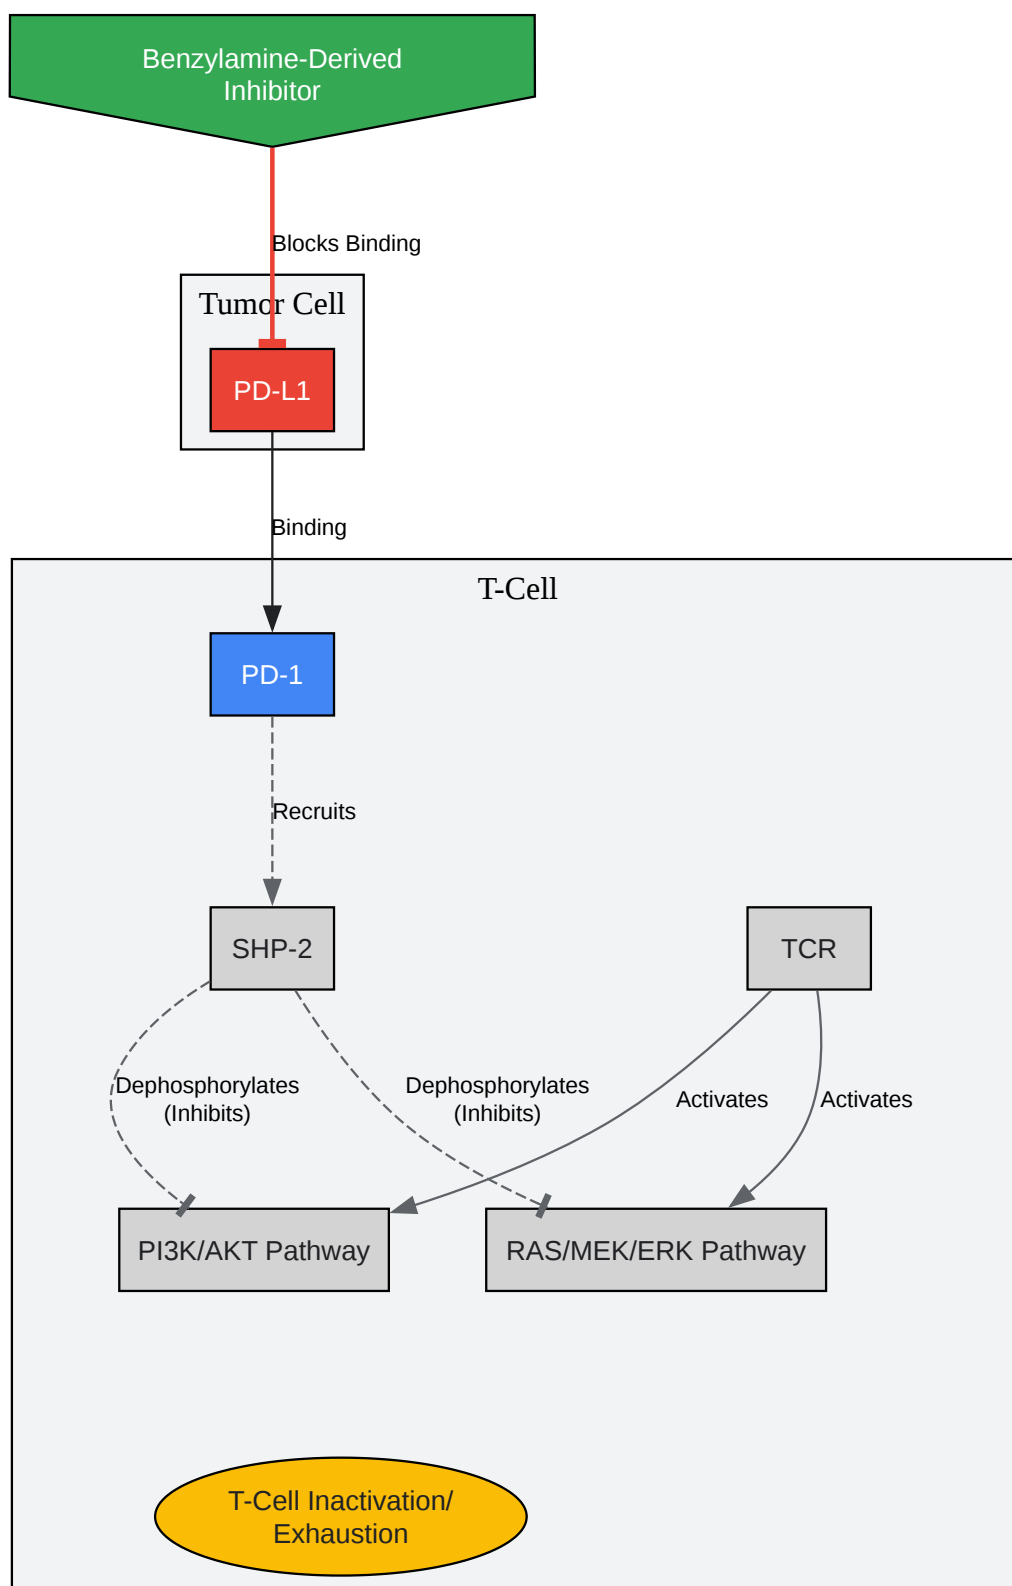 Benzylamine-Derived
Inhibitor
Blocks Binding
Tumor Cell
PD-L1
Binding
T-Cell
PD-1
Recruits
SHP-2
TCR
Dephosphorylates
(Inhibits)
Dephosphorylates
(Inhibits)
Activates
Activates
PI3K/AKT Pathway
RAS/MEK/ERK Pathway
T-Cell Inactivation/
Exhaustion